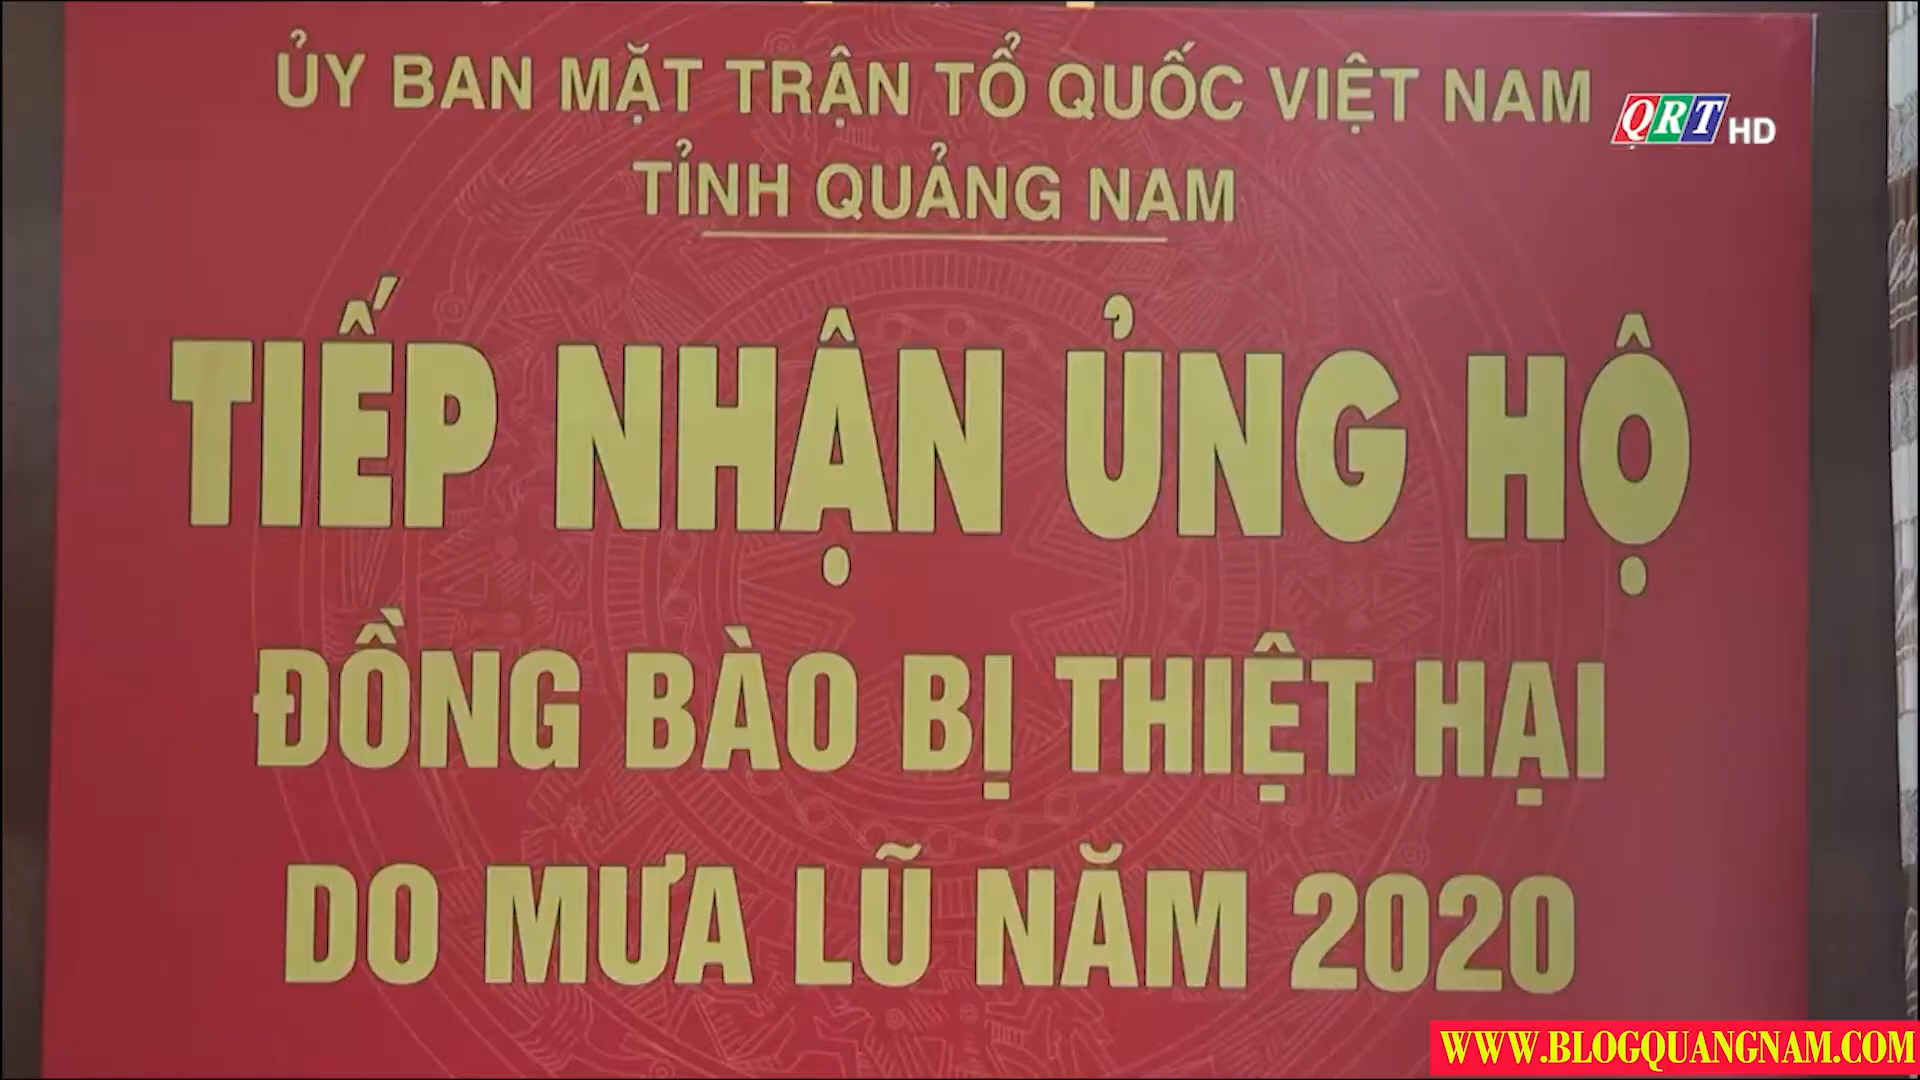 ỦY BAN MẶT TRẬN TỔ QUỐC VIỆT NAM
QRT HD
TỈNH QUẢNG NAM
TIẾP NHẬN ỦNG HỘ
ĐỒNG BÀO BỊ THIỆT HẠI
DO MƯA LŨ NĂM 2020
WWW.BLOGQUANGNAM.COM